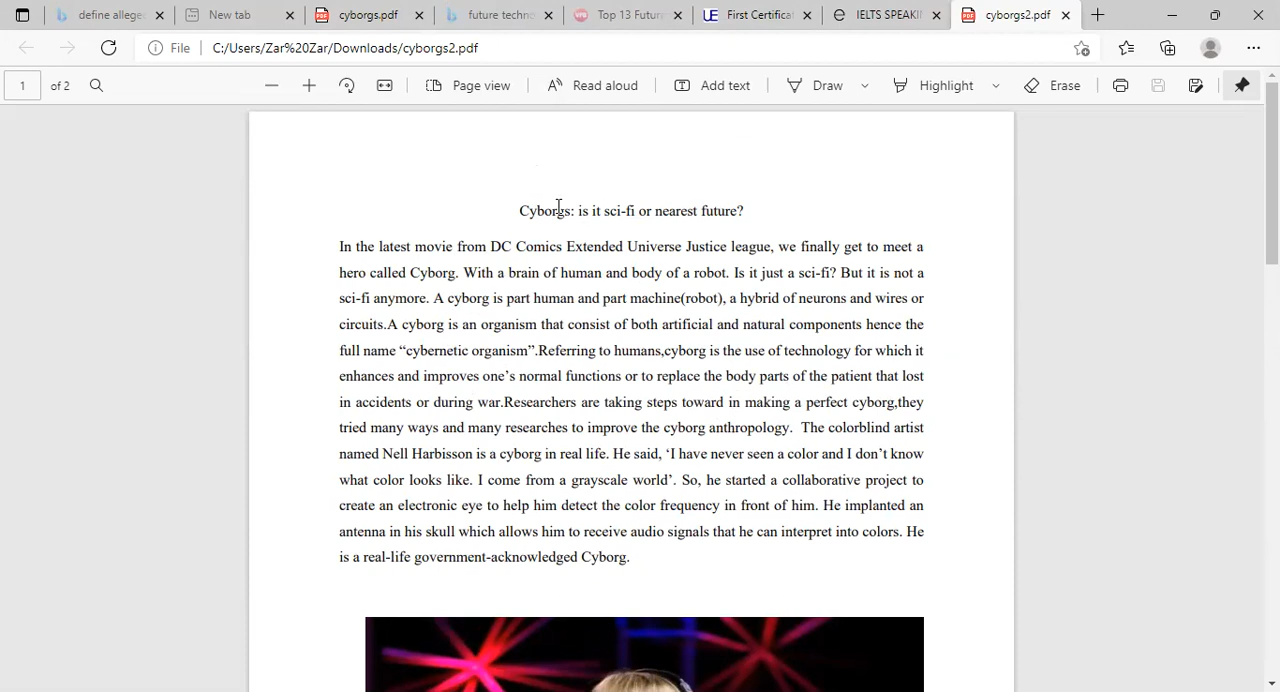 define alleged
New tab
cyborgs.pdf
future techno
Top 13 Futur
First Certifica
IELTS SPEAKIN
cyborgs2.pdf
File
C:/Users/Zar%20Zar/Downloads/cyborgs2.pdf
1 of 2
Page view
Read aloud
Add text
Draw
Highlight
Erase
Cyborgs: is it sci-fi or nearest future?
In the latest movie from DC Comics Extended Universe Justice league, we finally get to meet a
hero called Cyborg. With a brain of human and body of a robot. Is it just a sci-fi? But it is not a
sci-fi anymore. A cyborg is part human and part machine(robot), a hybrid of neurons and wires or
circuits.A cyborg is an organism that consist of both artificial and natural components hence the
full name “cybernetic organism”.Referring to humans,cyborg is the use of technology for which it
enhances and improves one’s normal functions or to replace the body parts of the patient that lost
in accidents or during war.Researchers are taking steps toward in making a perfect cyborg,they
tried many ways and many researches to improve the cyborg anthropology. The colorblind artist
named Nell Harbisson is a cyborg in real life. He said, ‘I have never seen a color and I don’t know
what color looks like. I come from a grayscale world’. So, he started a collaborative project to
create an electronic eye to help him detect the color frequency in front of him. He implanted an
antenna in his skull which allows him to receive audio signals that he can interpret into colors. He
is a real-life government-acknowledged Cyborg.